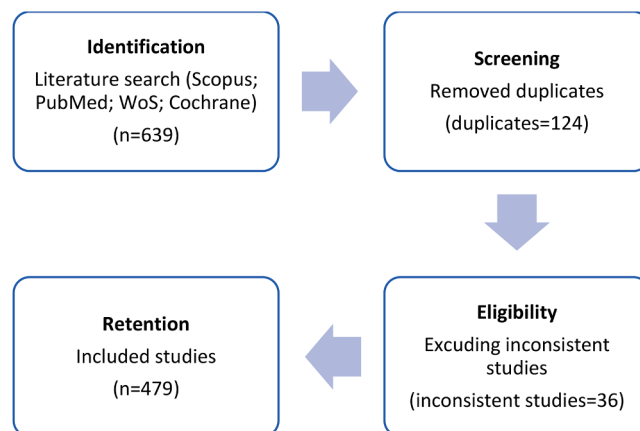 Identification
Literature search (Scopus;
PubMed; WoS; Cochrane)
(n=639)
Screening
Removed duplicates
(duplicates=124)
Eligibility
Excuding inconsistent
studies
(inconsistent studies=36)
Retention
Included studies
(n=479)